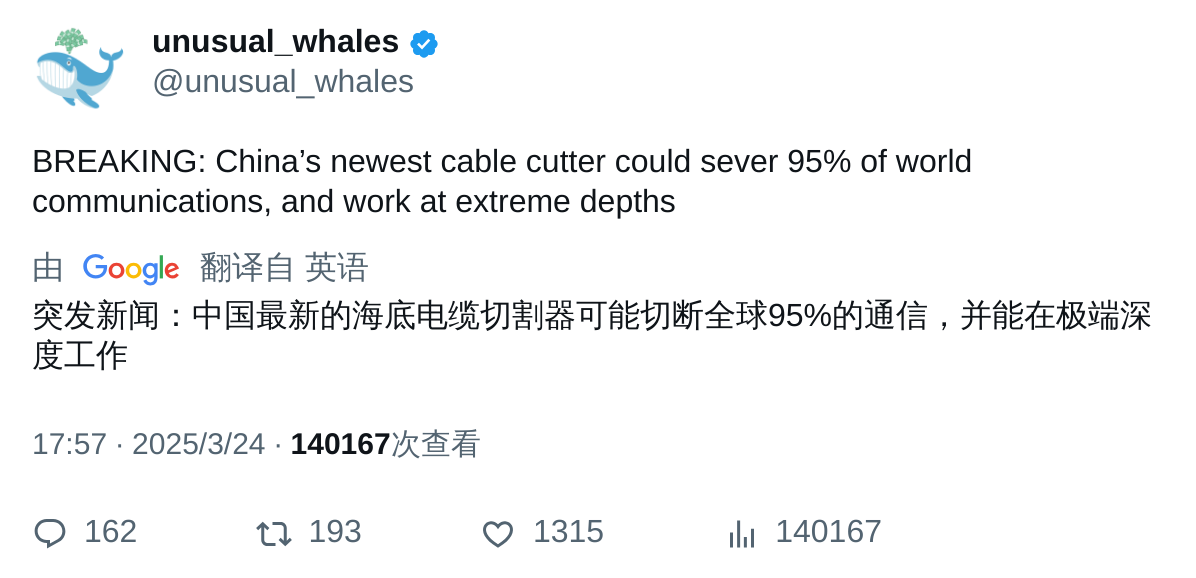 unusual_whales
@unusual_whales
BREAKING: China’s newest cable cutter could sever 95% of world
communications, and work at extreme depths
由 Google 翻译自 英语
突发新闻：中国最新的海底电缆切割器可能切断全球95%的通信，并能在极端深
度工作
17:57 · 2025/3/24 · 140167次查看
162 193 1315 140167